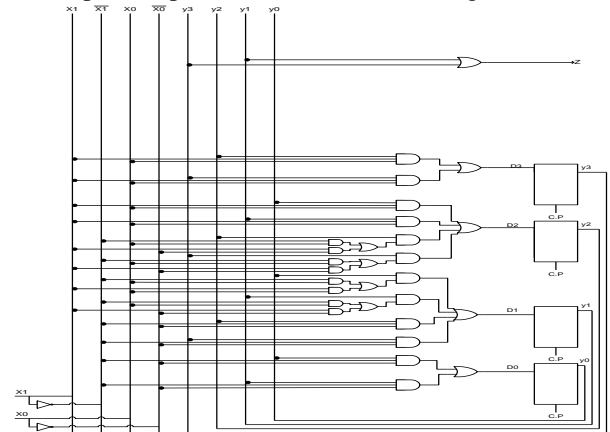 X1 X1 X0 X0 y3 y2 y1 y0
Z
D3 y3
C.P
D2 y2
C.P
D1 y1
C.P
D0 y0
C.P
X1
X0